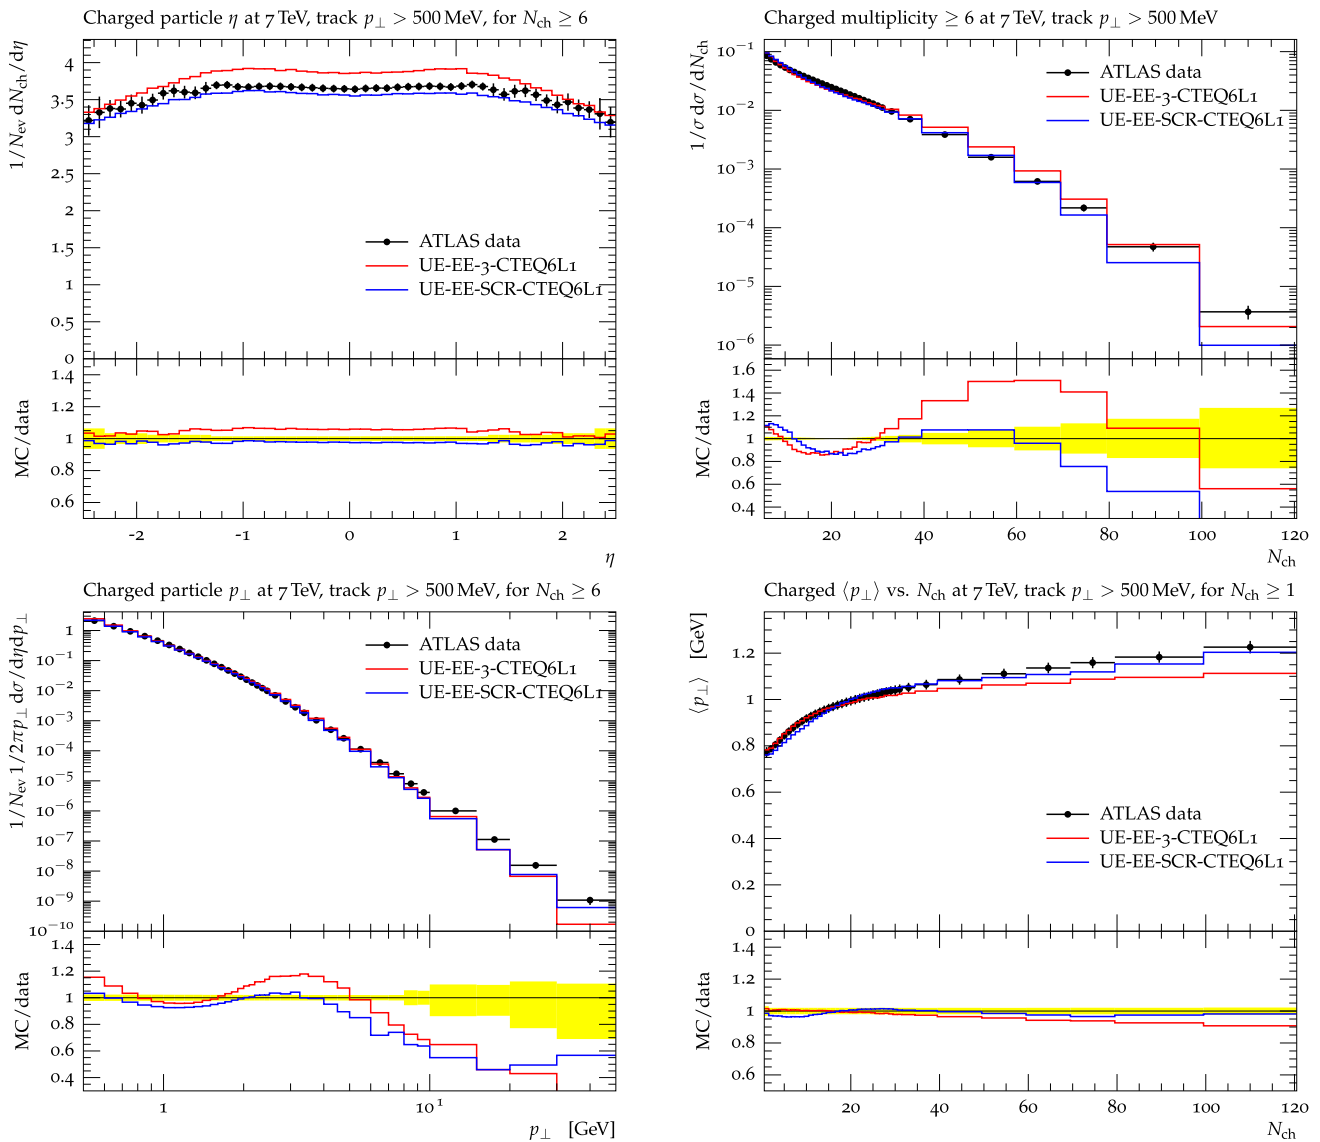 Charged particle η at 7 TeV, track p⊥ > 500 MeV, for Nch ≥ 6
1/Nev dNch/dη
4
3.5
3
2.5
2
1.5
1
0.5
0
ATLAS data
UE-EE-3-CTEQ6L1
UE-EE-SCR-CTEQ6L1
MC/data
1.4
1.2
1
0.8
0.6
-2 -1 0 1 2
η
Charged multiplicity ≥ 6 at 7 TeV, track p⊥ > 500 MeV
1/σ dσ/dNch
10−1
10−2
10−3
10−4
10−5
10−6
ATLAS data
UE-EE-3-CTEQ6L1
UE-EE-SCR-CTEQ6L1
MC/data
1.6
1.4
1.2
1
0.8
0.6
0.4
20 40 60 80 100 120
Nch
Charged particle p⊥ at 7 TeV, track p⊥ > 500 MeV, for Nch ≥ 6
1/Nev 1/2πp⊥ dσ/dηdp⊥
1
10−1
10−2
10−3
10−4
10−5
10−6
10−7
10−8
10−9
10−10
ATLAS data
UE-EE-3-CTEQ6L1
UE-EE-SCR-CTEQ6L1
MC/data
1.4
1.2
1
0.8
0.6
0.4
1 101
p⊥ [GeV]
Charged ⟨p⊥⟩ vs. Nch at 7 TeV, track p⊥ > 500 MeV, for Nch ≥ 1
⟨p⊥⟩ [GeV]
1.2
1
0.8
0.6
0.4
0.2
0
ATLAS data
UE-EE-3-CTEQ6L1
UE-EE-SCR-CTEQ6L1
MC/data
1.4
1.2
1
0.8
0.6
20 40 60 80 100 120
Nch